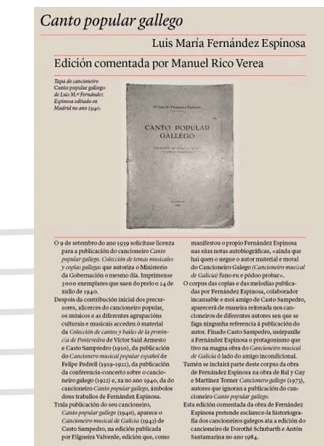 Canto popular gallego
Luis María Fernández Espinosa
Edición comentada por Manuel Rico Verea
Tapa do cancioneiro
Canto popular gallego
de Luis M.ª Fernández
Espinosa editado en
Madrid no ano 1940.
CANTO POPULAR
GALLEGO
O 9 de setembro do ano 1939 solicítase licenza
para a publicación do cancioneiro Canto
popular gallego. Colección de temas musicales
y coplas gallegas que autoriza o Ministerio
da Gobernación o mesmo día. Imprímense
3000 exemplares que saen do prelo o 24 de
xullo de 1940.
Despois da contribución inicial dos precur-
sores, alicerces do cancioneiro popular,
os músicos e as diferentes agrupacións
culturais e musicais acceden ó material
da Colección de cantos y bailes de la provin-
cia de Pontevedra de Víctor Said Armesto
e Casto Sampedro (1910), da publicación
do Cancionero musical popular español de
Felipe Pedrell (1919-1922), da publicación
da conferencia-concerto sobre o cancio-
neiro galego (1922) e, xa no ano 1940, da do
cancioneiro Canto popular gallego, ámbolos
dous traballos de Fernández Espinosa.
Trala publicación do seu cancioneiro,
Canto popular gallego (1940), aparece o
Cancionero musical de Galicia (1942) de
Casto Sampedro, na edición publicada
por Filgueira Valverde, edición que, como
manifestou o propio Fernández Espinosa
nas súas notas autobiográficas, «aínda que
hai quen o negue o autor material e moral
do Cancionero Gallego (Cancionero musical
de Galicia) funo eu e pódoo probar».
O corpus das coplas e das melodías publica-
das por Fernández Espinosa, colaborador
incansable e moi amigo de Casto Sampedro,
aparecerá de maneira reiterada nos can-
cioneiros de diferentes autores sen que se
faga ningunha referencia á publicación do
autor. Finado Casto Sampedro, usúrpanlle
a Fernández Espinosa o protagonismo que
tivo na magna obra do Cancionero musical
de Galicia ó lado do amigo incondicional.
Tamén se incluirá parte deste corpus da obra
de Fernández Espinosa na obra de Bal y Gay
e Martínez Torner Cancionero gallego (1973),
autores que ignoran a publicación do can-
cioneiro Canto popular gallego.
Esta edición comentada da obra de Fernández
Espinosa pretende esclarece-la historiogra-
fía dos cancioneiros galegos ata a edición do
cancioneiro de Dorothé Schubarth e Antón
Santamarina no ano 1984.